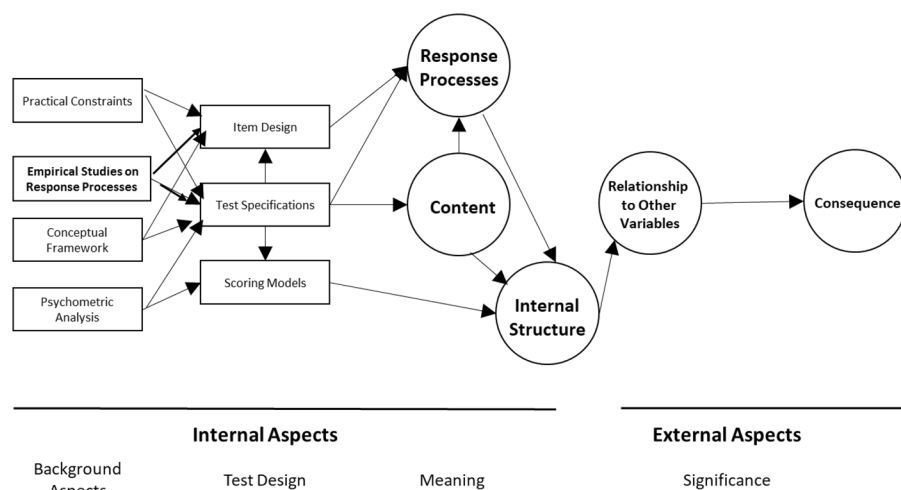 Response
Processes
Practical Constraints
Item Design
Empirical Studies on
Response Processes
Test Specifications
Content
Relationship
to Other
Variables
Consequence
Conceptual
Framework
Scoring Models
Psychometric
Analysis
Internal
Structure
Internal Aspects
External Aspects
Background
Aspects
Test Design
Meaning
Significance